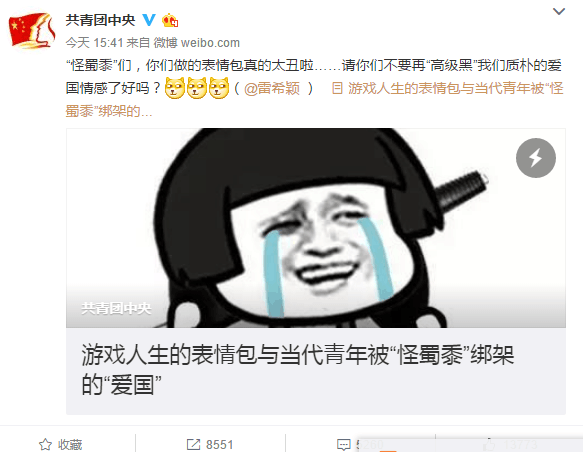 共青团中央
今天 15:41 来自 微博 weibo.com
“怪蜀黍”们，你们做的表情包真的太丑啦……请你们不要再“高级黑”我们质朴的爱
国情感了好吗？（@雷希颖 ） 游戏人生的表情包与当代青年被“怪
蜀黍”绑架的...
共青团中央
游戏人生的表情包与当代青年被“怪蜀黍”绑架
的“爱国”
收藏 8551